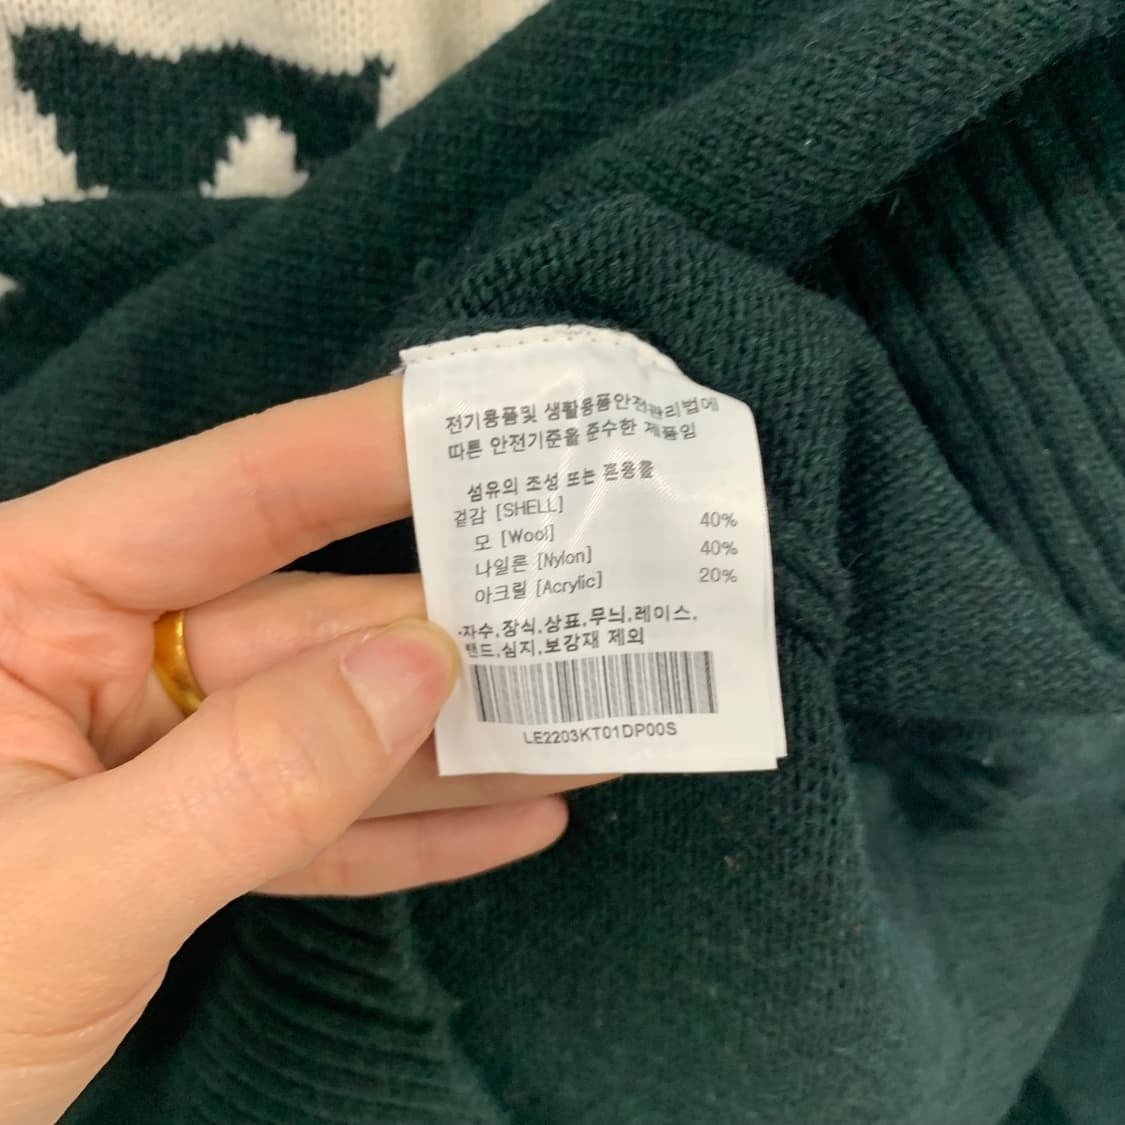 전기용품및 생활용품안전관리법에
따른 안전기준을 준수한 제품임
섬유의 조성 또는 혼용률
겉감 [SHELL]
모 [Wool] 40%
나일론 [Nylon] 40%
아크릴 [Acrylic] 20%
·자수,장식,상표,무늬,레이스,
밴드,심지,보강재 제외
LE2203KT01DP00S